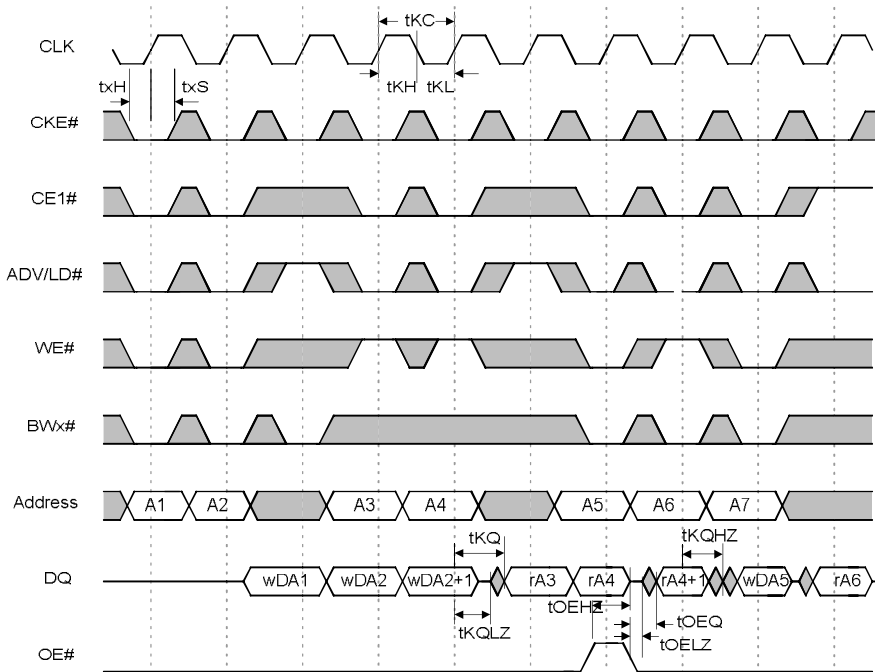 tKC
CLK
tKH tKL
txH txS
CKE#
CE1#
ADV/LD#
WE#
BWx#
Address A1 A2 A3 A4 A5 A6 A7
tKQ tKQHZ
DQ wDA1 wDA2 wDA2+1 rA3 rA4 rA4+1 wDA5 rA6
tOEHZ tOEQ
tKQLZ tOELZ
OE#